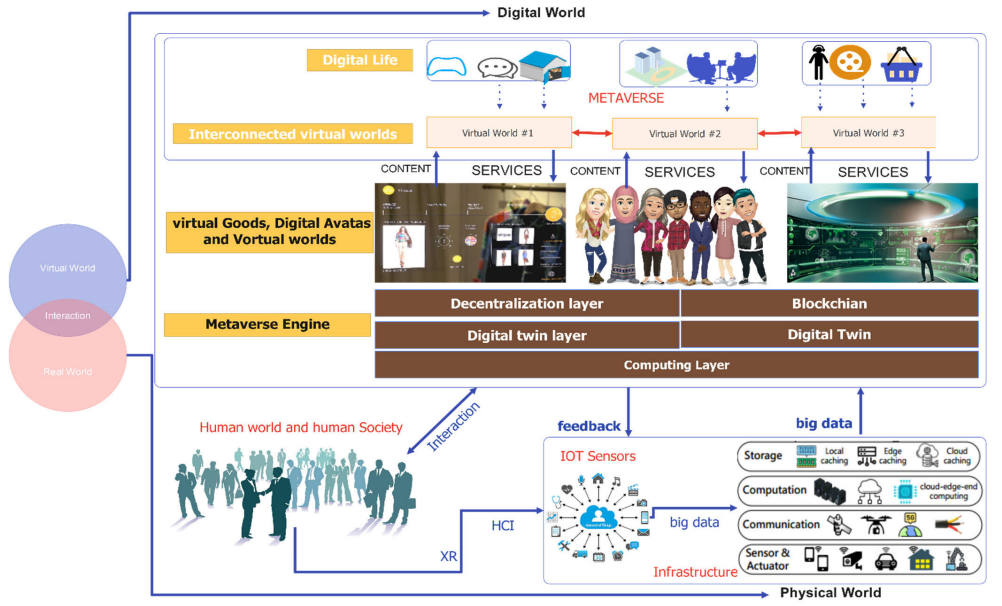 Digital World
Digital Life
METAVERSE
Interconnected virtual worlds
Virtual World #1
Virtual World #2
Virtual World #3
CONTENT
SERVICES
CONTENT
SERVICES
CONTENT
SERVICES
virtual Goods, Digital Avatas
and Vortual worlds
Virtual World
Interaction
Real World
Metaverse Engine
Decentralization layer
Blockchian
Digital twin layer
Digital Twin
Computing Layer
Human world and human Society
Interaction
feedback
big data
IOT Sensors
Storage
Local
caching
Edge
caching
Cloud
caching
Computation
cloud-edge-end
computing
Communication
5G
Sensor &
Actuator
big data
HCI
XR
Infrastructure
Physical World